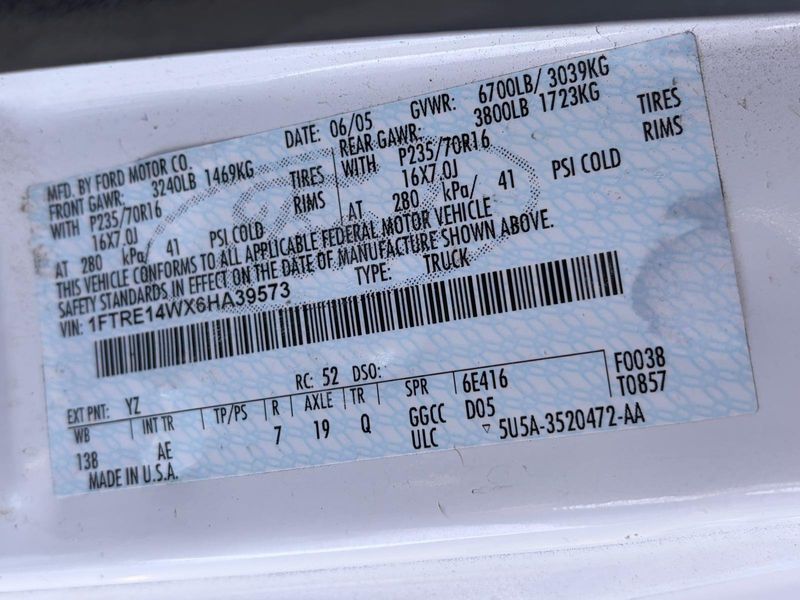 MFD. BY FORD MOTOR CO.
DATE: 06/05 GVWR: 6700LB/ 3039KG
FRONT GAWR: 3240LB 1469KG
REAR GAWR: 3800LB 1723KG
WITH P235/70R16 TIRES
WITH P235/70R16 TIRES
16X7.0J RIMS
16X7.0J RIMS
AT 280 kPa/ 41 PSI COLD
AT 280 kPa/ 41 PSI COLD
THIS VEHICLE CONFORMS TO ALL APPLICABLE FEDERAL MOTOR VEHICLE
SAFETY STANDARDS IN EFFECT ON THE DATE OF MANUFACTURE SHOWN ABOVE.
VIN: 1FTRE14WX6HA39573 TYPE: TRUCK
EXT PNT: YZ RC: 52 DSO:
WB INT TR TP/PS R AXLE TR SPR 6E416 F0038
138 AE 7 19 Q GGCC D05 T0857
MADE IN U.S.A. ULC ▽ 5U5A-3520472-AA